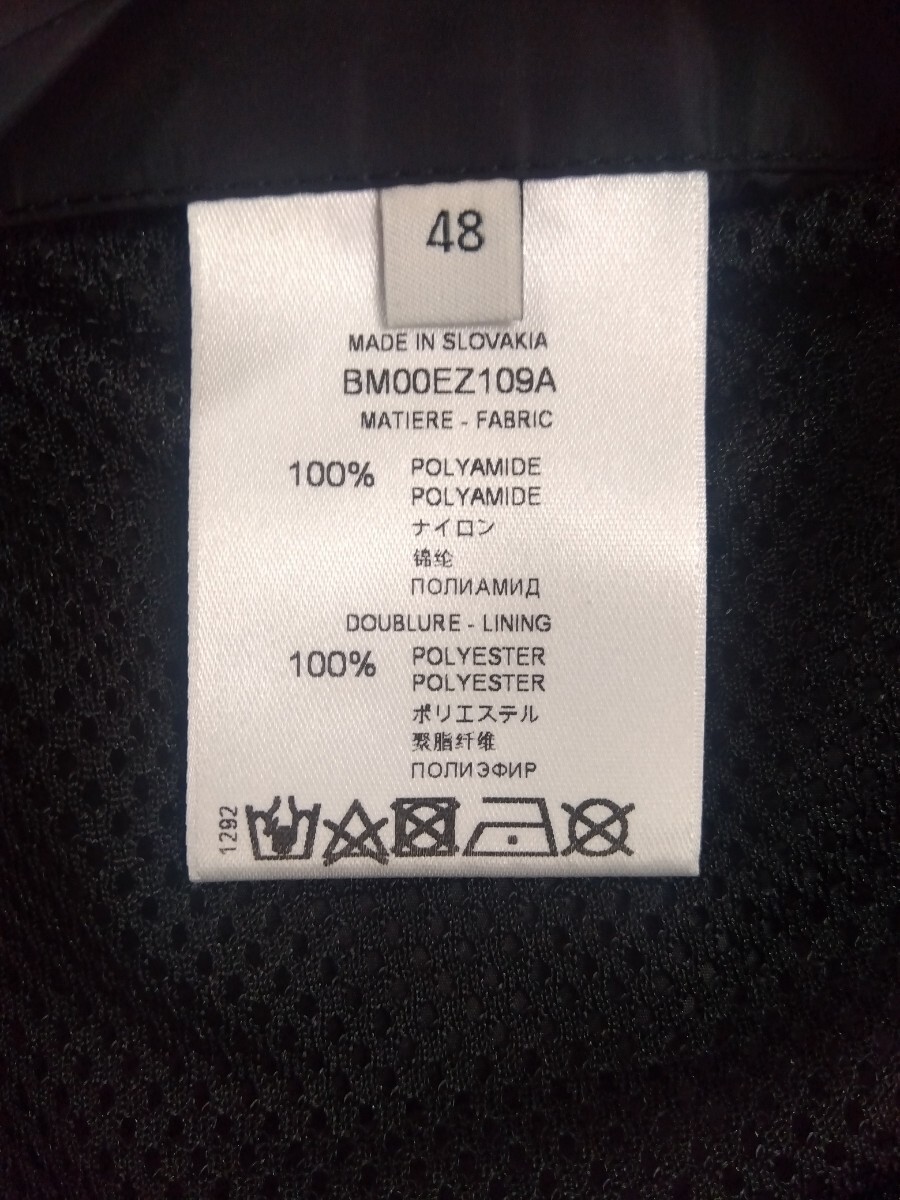 48
MADE IN SLOVAKIA
BM00EZ109A
MATIERE - FABRIC
100% POLYAMIDE
POLYAMIDE
ナイロン
锦纶
ПОЛИАМИД
DOUBLURE - LINING
100% POLYESTER
POLYESTER
ポリエステル
聚脂纤维
ПОЛИЭФИР
1292